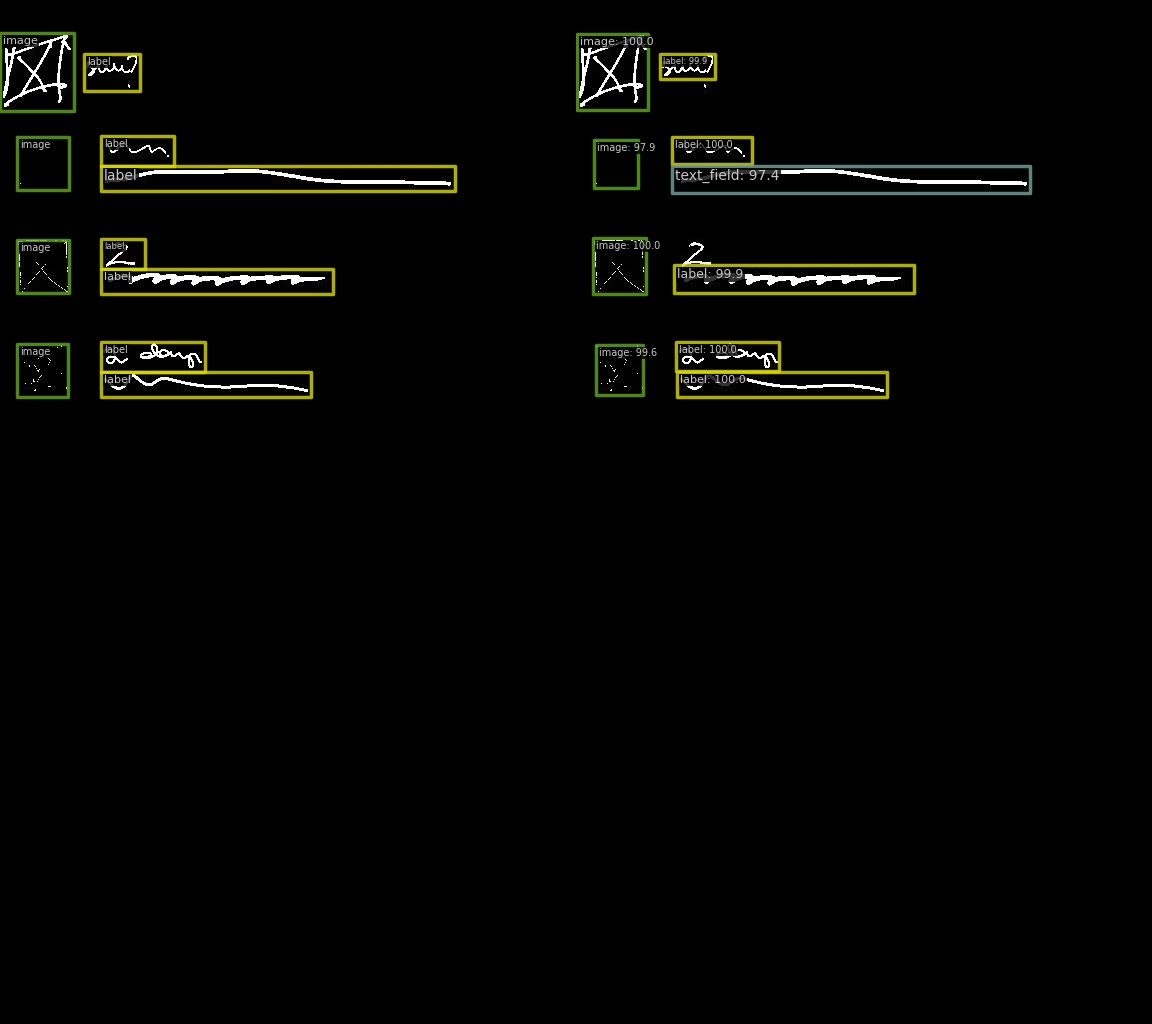 image image: 100.0
label label: 99.9
image label image: 97.9 label: 100.0
label text_field: 97.4
image label image: 100.0 2
label label: 99.9
image label image: 99.6 label: 100.0
label label: 100.0